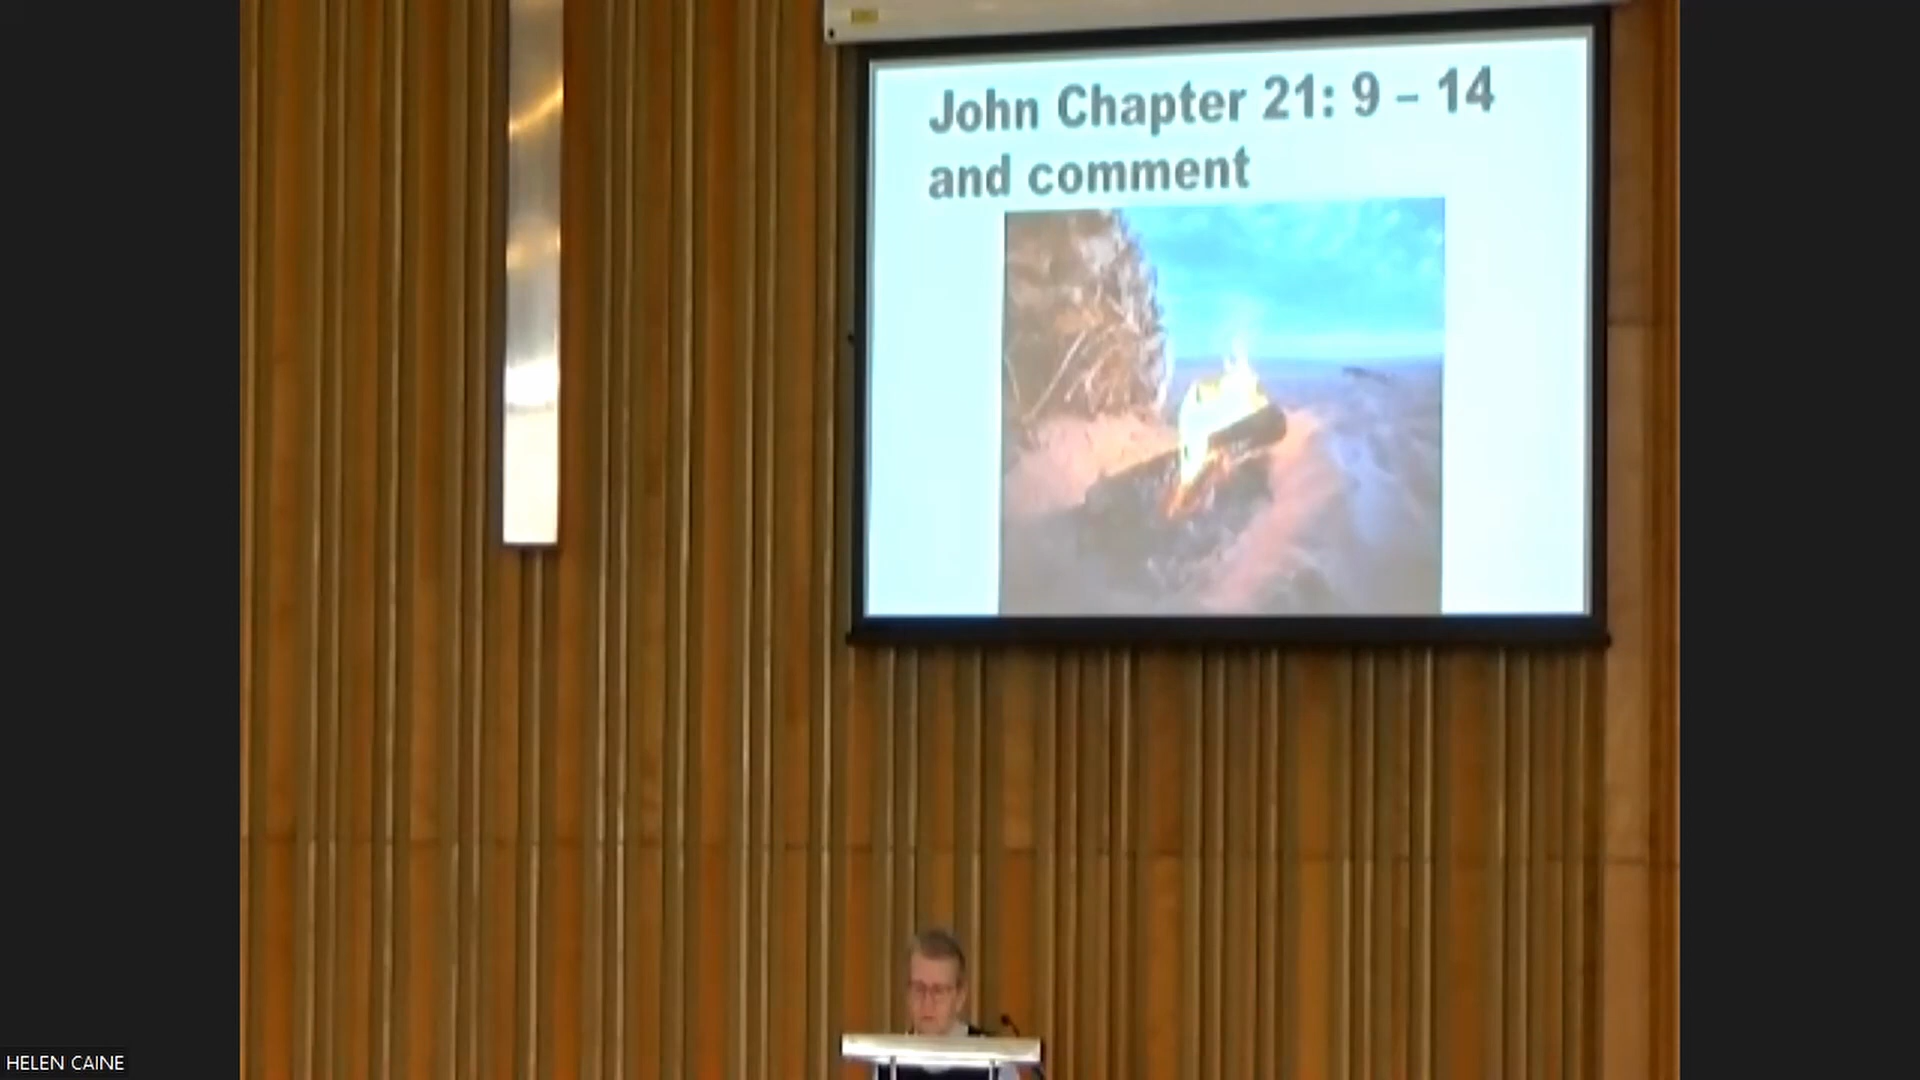 John Chapter 21: 9 – 14
and comment
HELEN CAINE